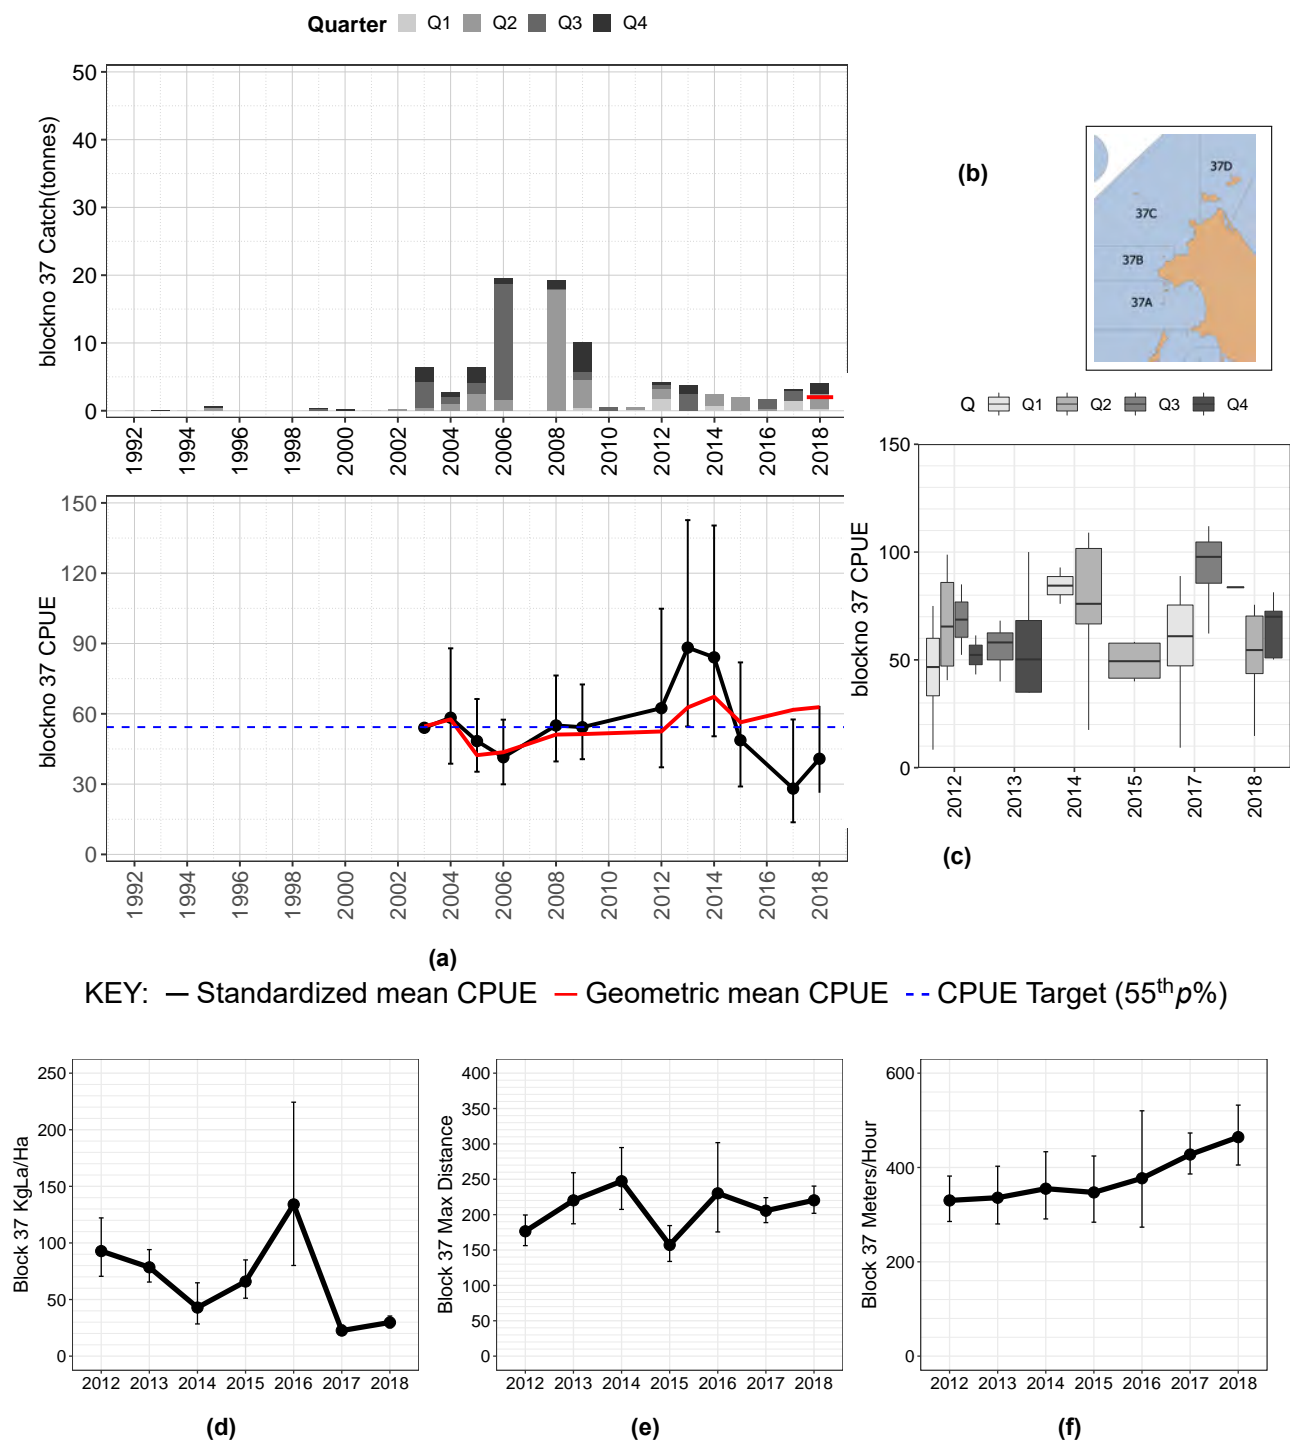 Quarter Q1 Q2 Q3 Q4
blockno 37 Catch(tonnes)
50
40
30
20
10
0
1992 1994 1996 1998 2000 2002 2004 2006 2008 2010 2012 2014 2016 2018
blockno 37 CPUE
150
120
90
60
30
0
1992 1994 1996 1998 2000 2002 2004 2006 2008 2010 2012 2014 2016 2018
(a)
(b)
37D
37C
37B
37A
Q Q1 Q2 Q3 Q4
blockno 37 CPUE
150
100
50
0
2012 2013 2014 2015 2017 2018
(c)
KEY: Standardized mean CPUE Geometric mean CPUE CPUE Target (55th p%)
Block 37 KgLa/Ha
250
200
150
100
50
0
2012 2013 2014 2015 2016 2017 2018
(d)
Block 37 Max Distance
400
350
300
250
200
150
100
50
0
2012 2013 2014 2015 2016 2017 2018
(e)
Block 37 Meters/Hour
600
400
200
0
2012 2013 2014 2015 2016 2017 2018
(f)